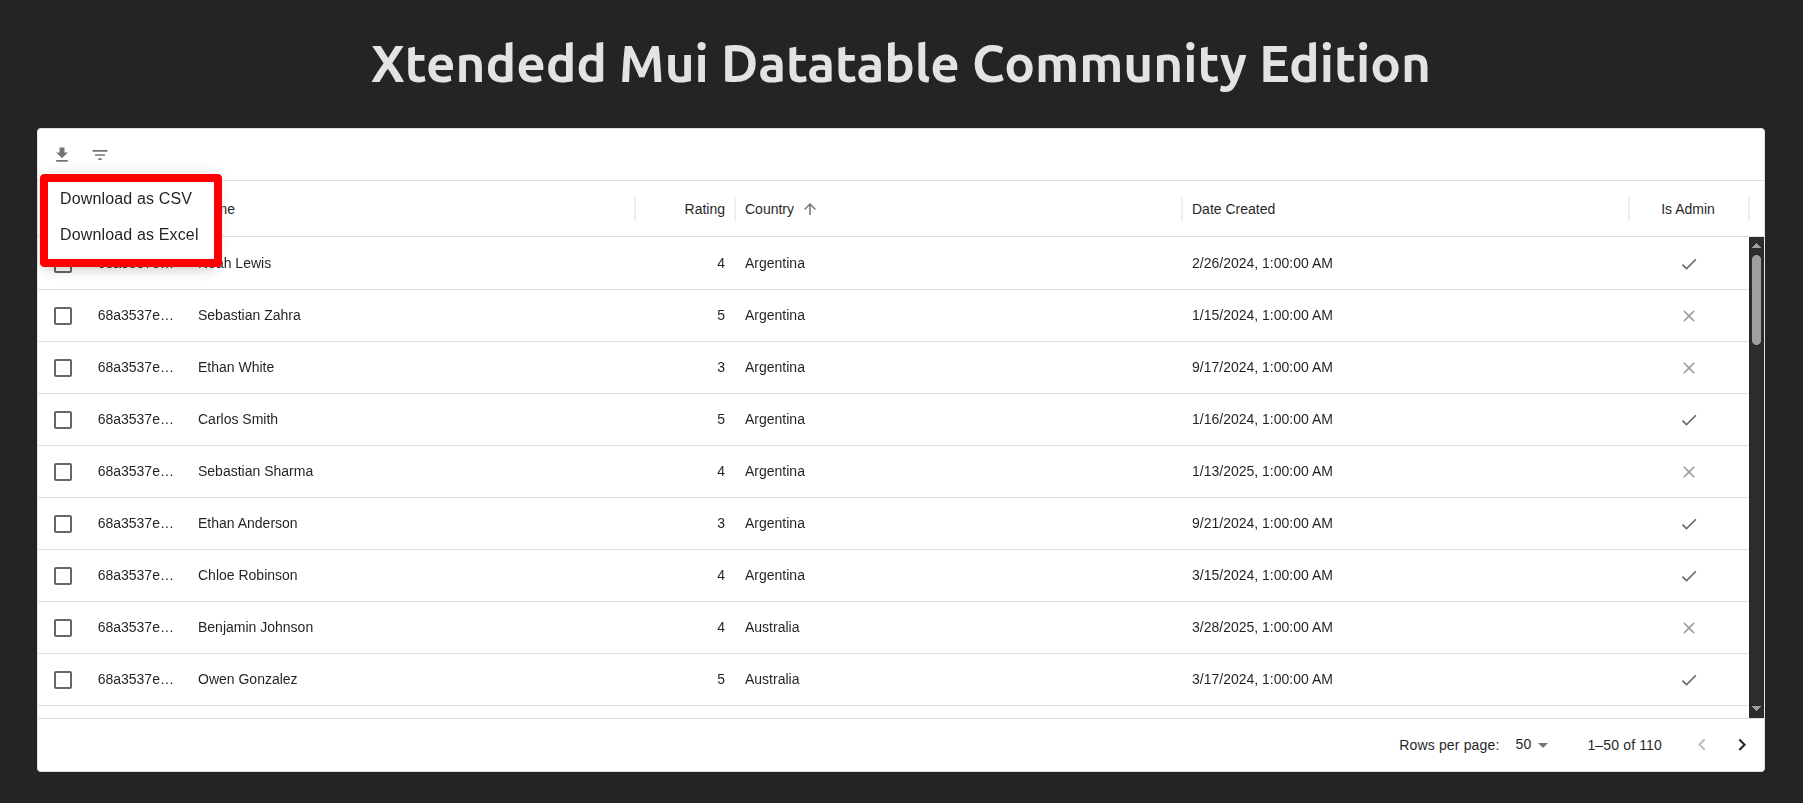 Xtendedd Mui Datatable Community Edition
Download as CSV
Download as Excel
Rating Country Date Created Is Admin
Lewis 4 Argentina 2/26/2024, 1:00:00 AM
68a3537e… Sebastian Zahra 5 Argentina 1/15/2024, 1:00:00 AM
68a3537e… Ethan White 3 Argentina 9/17/2024, 1:00:00 AM
68a3537e… Carlos Smith 5 Argentina 1/16/2024, 1:00:00 AM
68a3537e… Sebastian Sharma 4 Argentina 1/13/2025, 1:00:00 AM
68a3537e… Ethan Anderson 3 Argentina 9/21/2024, 1:00:00 AM
68a3537e… Chloe Robinson 4 Argentina 3/15/2024, 1:00:00 AM
68a3537e… Benjamin Johnson 4 Australia 3/28/2025, 1:00:00 AM
68a3537e… Owen Gonzalez 5 Australia 3/17/2024, 1:00:00 AM
Rows per page: 50 1–50 of 110